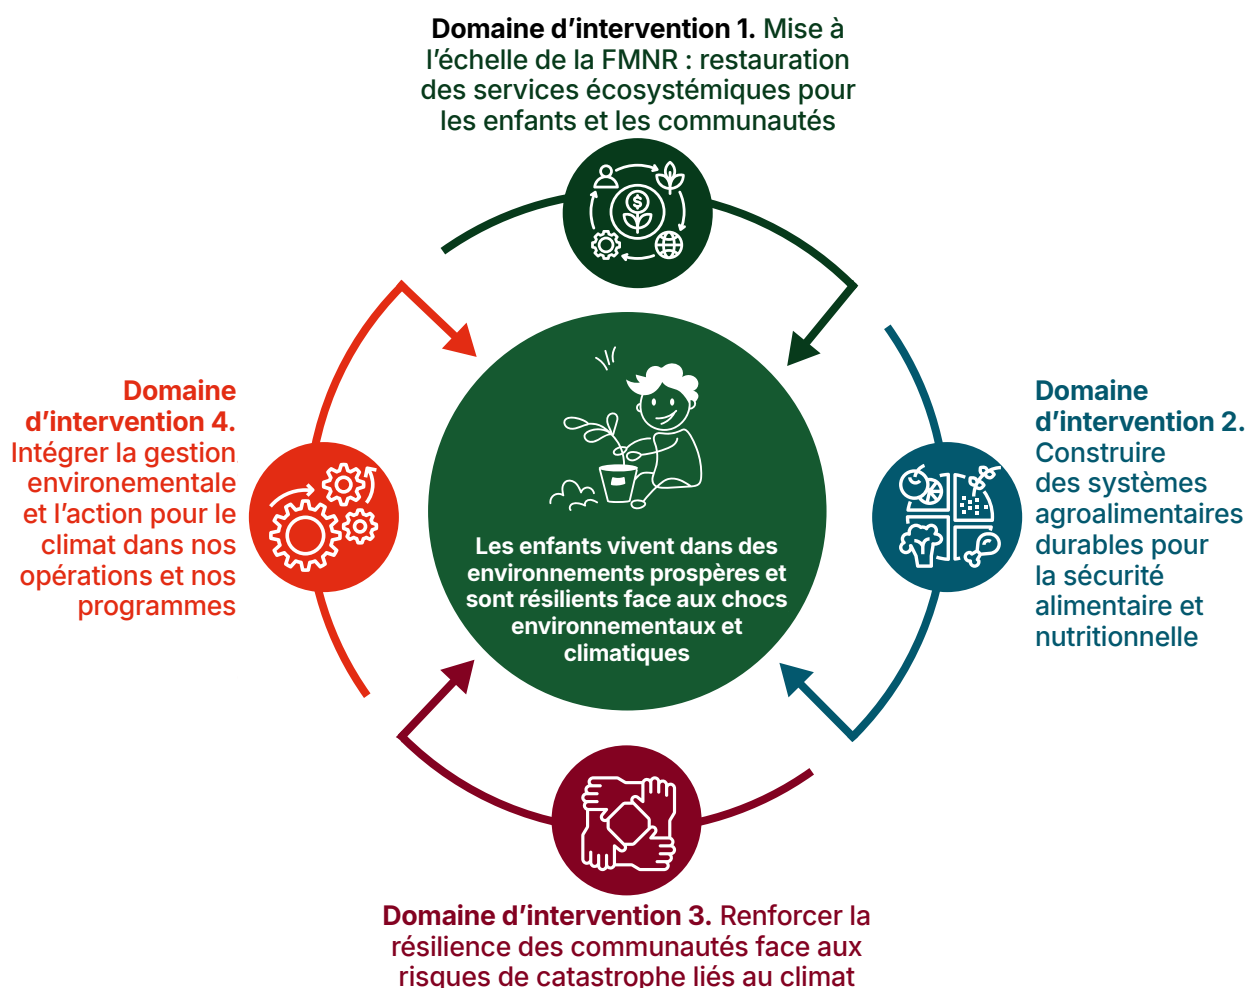 Domaine d’intervention 1. Mise à
l’échelle de la FMNR : restauration
des services écosystémiques pour
les enfants et les communautés
Domaine
d’intervention 2.
Construire
des systèmes
agroalimentaires
durables pour
la sécurité
alimentaire et
nutritionnelle
Domaine d’intervention 3. Renforcer la
résilience des communautés face aux
risques de catastrophe liés au climat
Domaine
d’intervention 4.
Intégrer la gestion
environementale
et l’action pour le
climat dans nos
opérations et nos
programmes
$
Les enfants vivent dans des
environnements prospères et
sont résilients face aux chocs
environnementaux et
climatiques